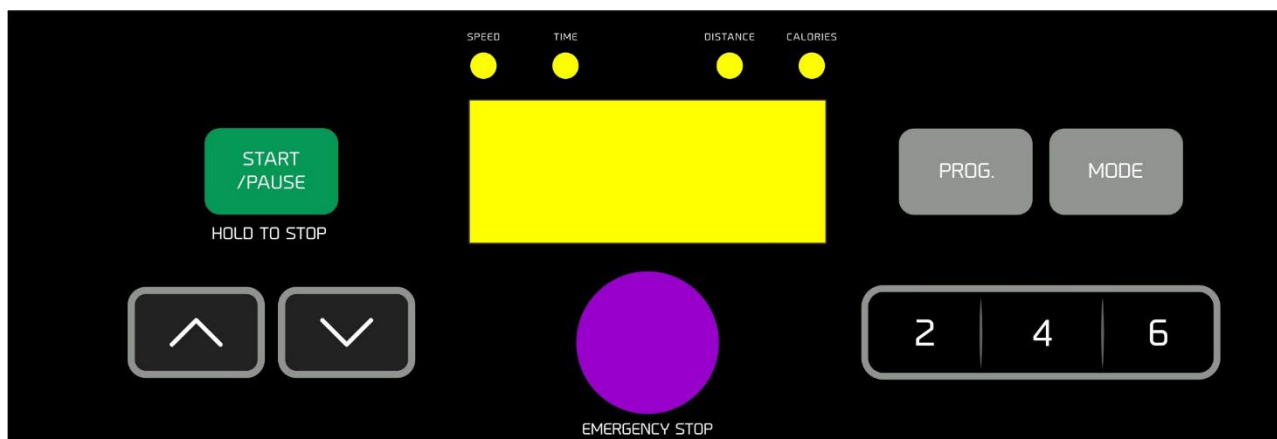 SPEED TIME DISTANCE CALORIES
START
/PAUSE
HOLD TO STOP
PROG. MODE
2 4 6
EMERGENCY STOP